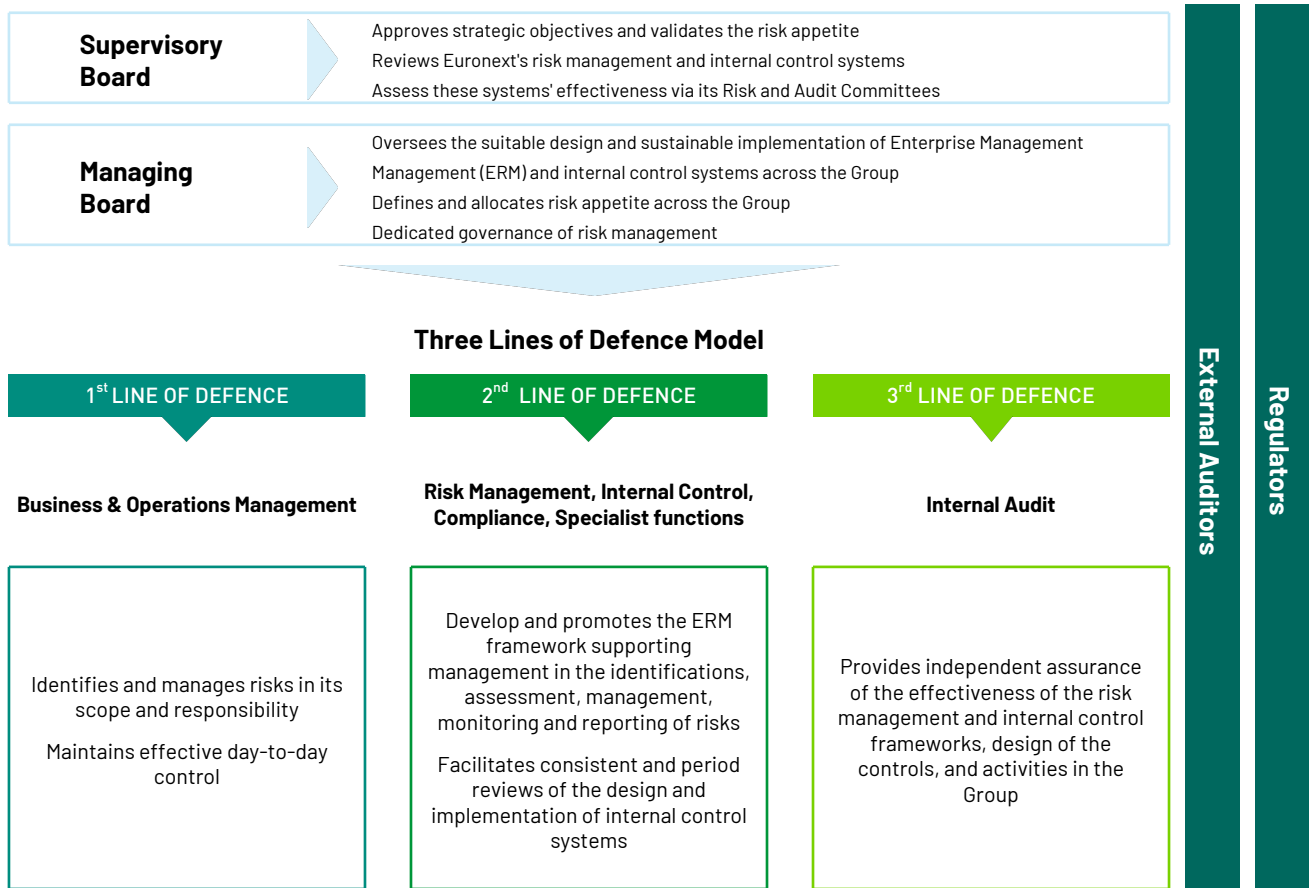 Supervisory
Board
Approves strategic objectives and validates the risk appetite
Reviews Euronext's risk management and internal control systems
Assess these systems' effectiveness via its Risk and Audit Committees
Managing
Board
Oversees the suitable design and sustainable implementation of Enterprise Management
Management (ERM) and internal control systems across the Group
Defines and allocates risk appetite across the Group
Dedicated governance of risk management
Three Lines of Defence Model
1st LINE OF DEFENCE
Business & Operations Management
Identifies and manages risks in its
scope and responsibility
Maintains effective day-to-day
control
2nd LINE OF DEFENCE
Risk Management, Internal Control,
Compliance, Specialist functions
Develop and promotes the ERM
framework supporting
management in the identifications,
assessment, management,
monitoring and reporting of risks
Facilitates consistent and period
reviews of the design and
implementation of internal control
systems
3rd LINE OF DEFENCE
Internal Audit
Provides independent assurance
of the effectiveness of the risk
management and internal control
frameworks, design of the
controls, and activities in the
Group
External Auditors
Regulators